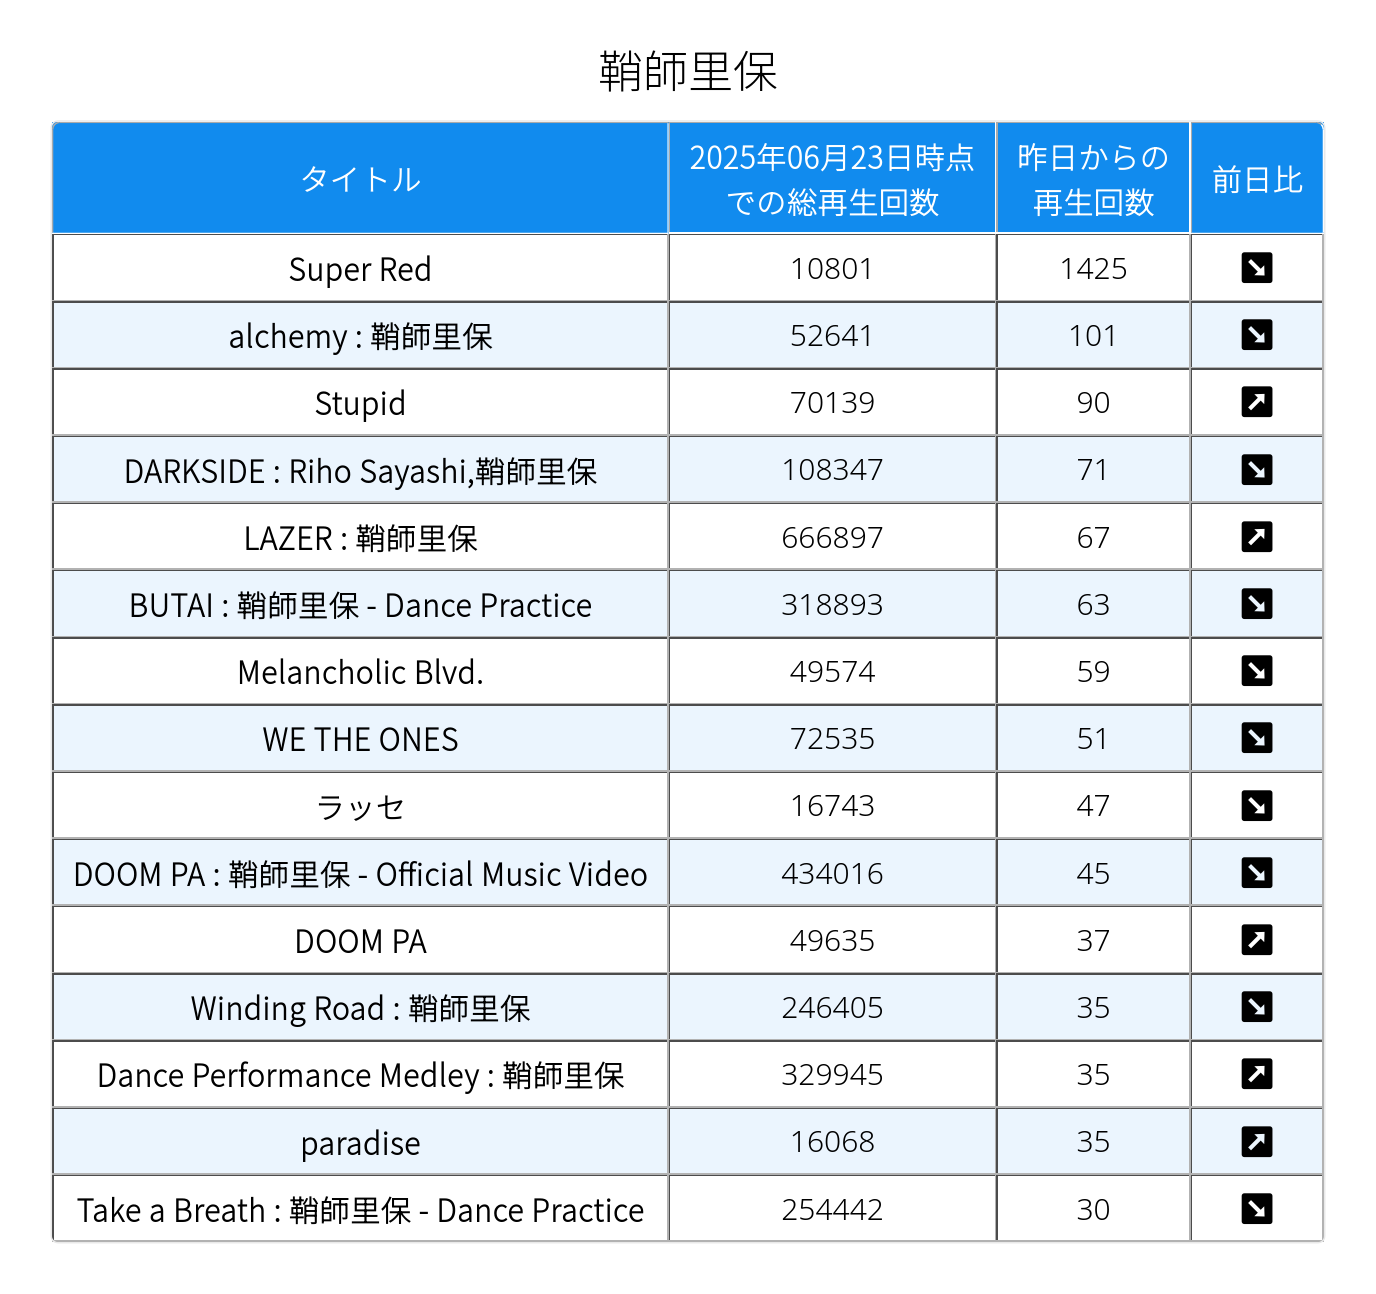 鞘師里保
タイトル 2025年06月23日時点での総再生回数 昨日からの再生回数 前日比
Super Red 10801 1425 ↘
alchemy : 鞘師里保 52641 101 ↘
Stupid 70139 90 ↗
DARKSIDE : Riho Sayashi,鞘師里保 108347 71 ↘
LAZER : 鞘師里保 666897 67 ↗
BUTAI : 鞘師里保 - Dance Practice 318893 63 ↘
Melancholic Blvd. 49574 59 ↘
WE THE ONES 72535 51 ↘
ラッセ 16743 47 ↘
DOOM PA : 鞘師里保 - Official Music Video 434016 45 ↘
DOOM PA 49635 37 ↗
Winding Road : 鞘師里保 246405 35 ↘
Dance Performance Medley : 鞘師里保 329945 35 ↗
paradise 16068 35 ↗
Take a Breath : 鞘師里保 - Dance Practice 254442 30 ↘